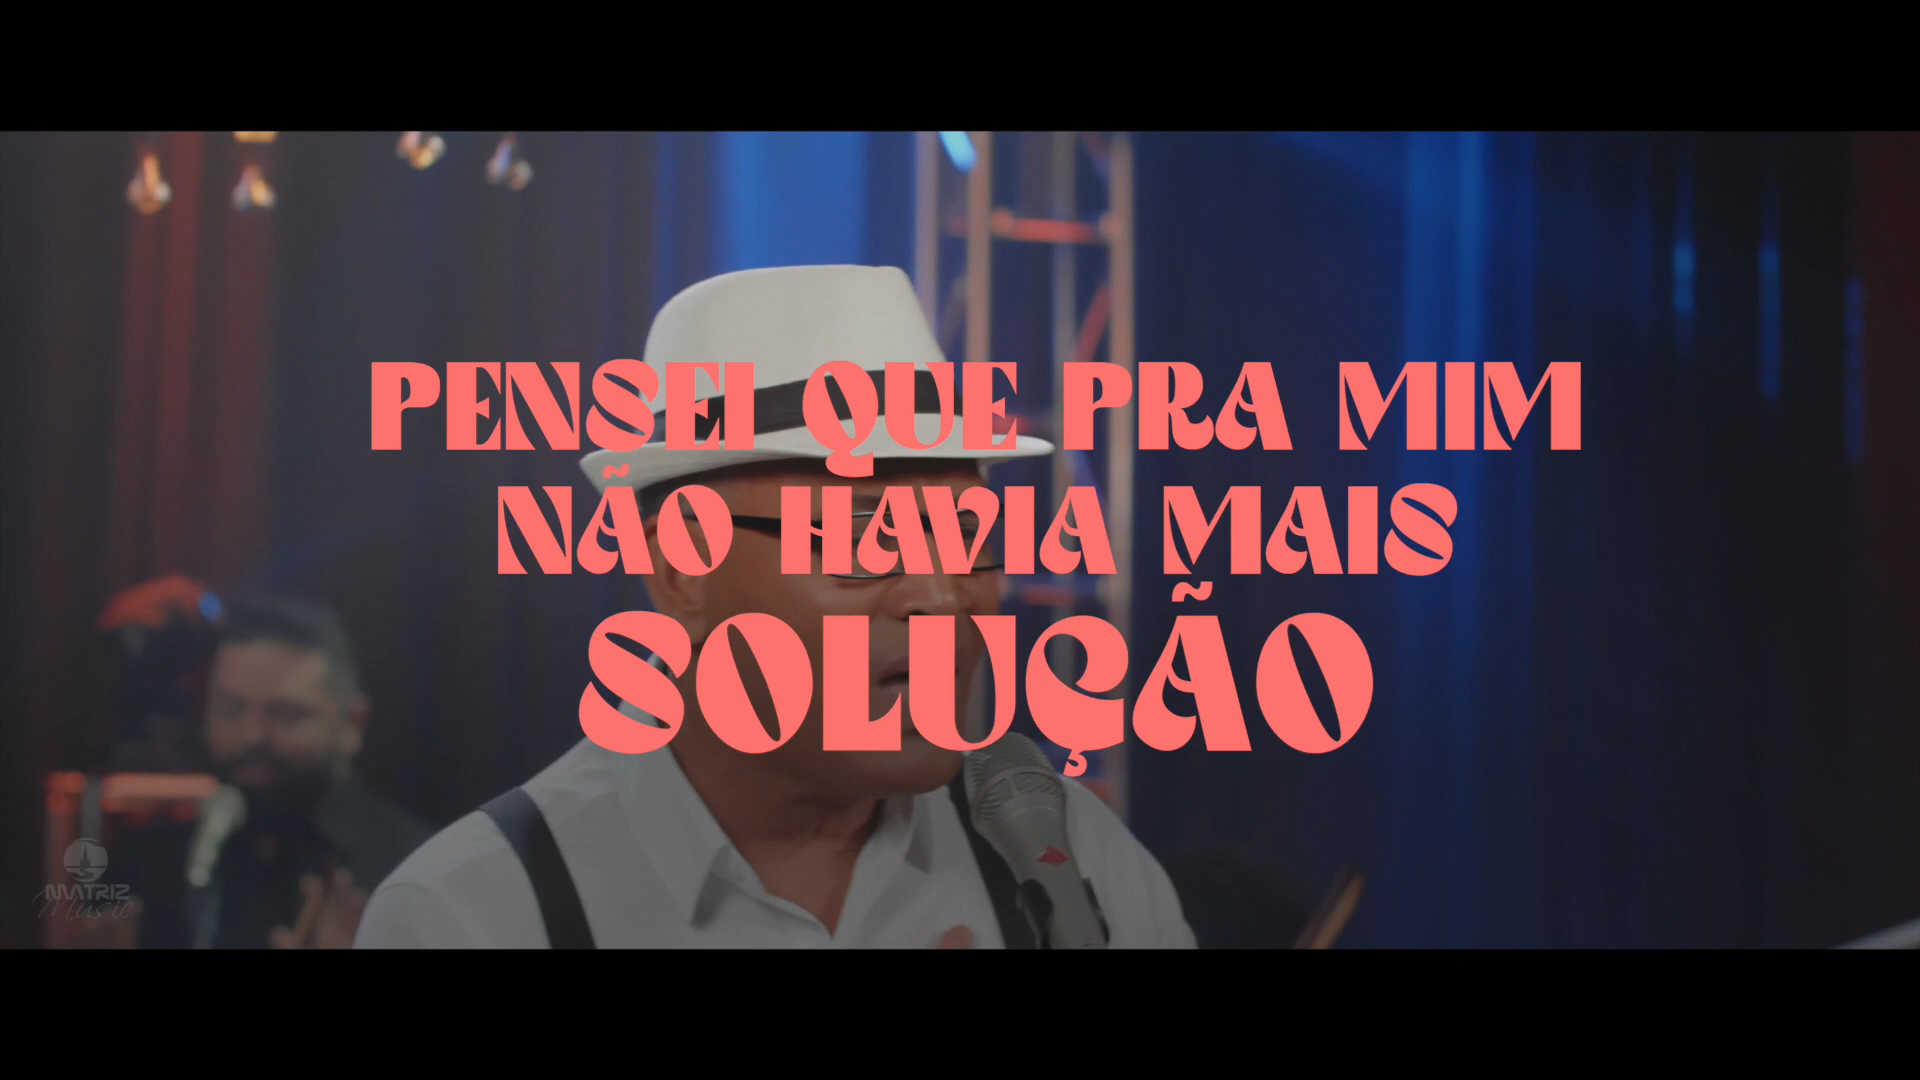 PENSEI QUE PRA MIM
NÃO HAVIA MAIS
SOLUÇÃO
MATRIZ
Music